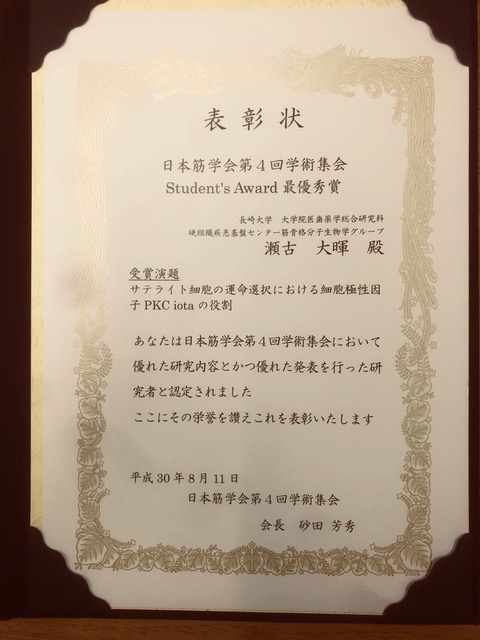 表彰状
日本筋学会第4回学術集会
Student's Award 最優秀賞
長崎大学 大学院医歯薬学総合研究科
硬組織疾患基盤センター筋骨格分子生物学グループ
瀬古 大暉 殿
受賞演題
サテライト細胞の運命選択における細胞極性因
子 PKC iota の役割
あなたは日本筋学会第4回学術集会において
優れた研究内容とかつ優れた発表を行った研
究者と認定されました
ここにその栄誉を讃えこれを表彰いたします
平成 30 年 8 月 11 日
日本筋学会第4回学術集会
会長 砂田 芳秀